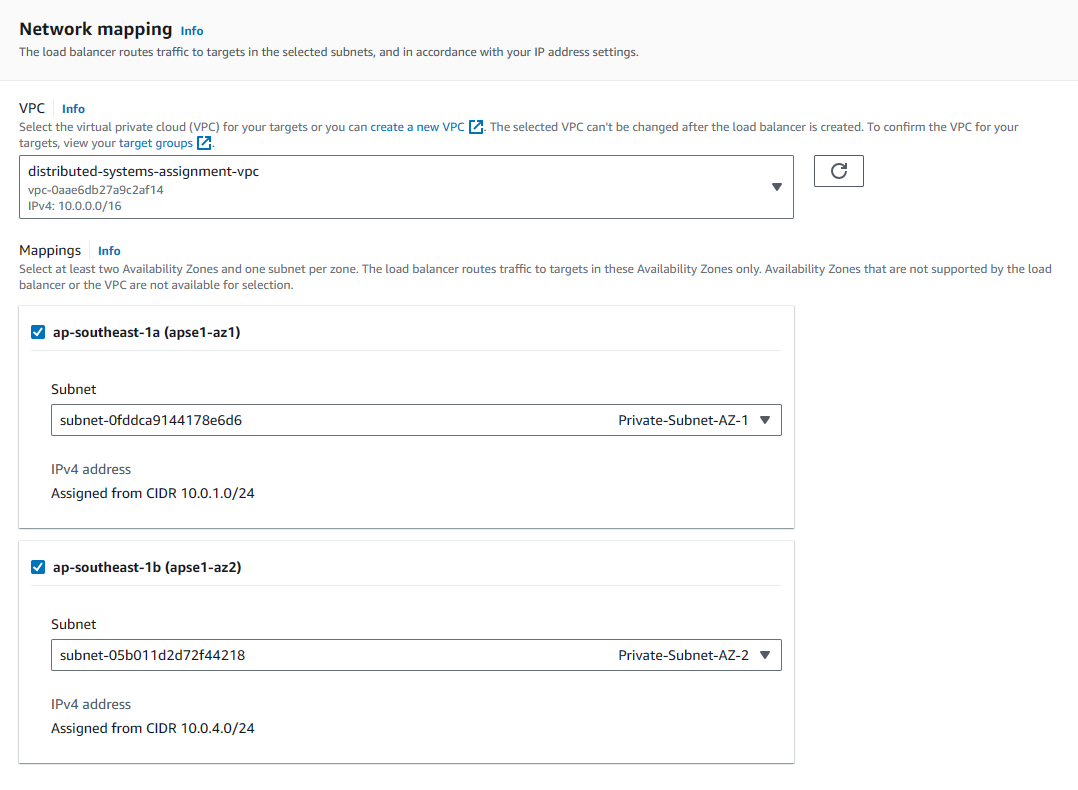 Network mapping Info
The load balancer routes traffic to targets in the selected subnets, and in accordance with your IP address settings.
VPC Info
Select the virtual private cloud (VPC) for your targets or you can create a new VPC. The selected VPC can't be changed after the load balancer is created. To confirm the VPC for your
targets, view your target groups.
distributed-systems-assignment-vpc
vpc-0aae6db27a9c2af14
IPv4: 10.0.0.0/16
Mappings Info
Select at least two Availability Zones and one subnet per zone. The load balancer routes traffic to targets in these Availability Zones only. Availability Zones that are not supported by the load
balancer or the VPC are not available for selection.
ap-southeast-1a (apse1-az1)
Subnet
subnet-0fddca9144178e6d6 Private-Subnet-AZ-1
IPv4 address
Assigned from CIDR 10.0.1.0/24
ap-southeast-1b (apse1-az2)
Subnet
subnet-05b011d2d72f44218 Private-Subnet-AZ-2
IPv4 address
Assigned from CIDR 10.0.4.0/24